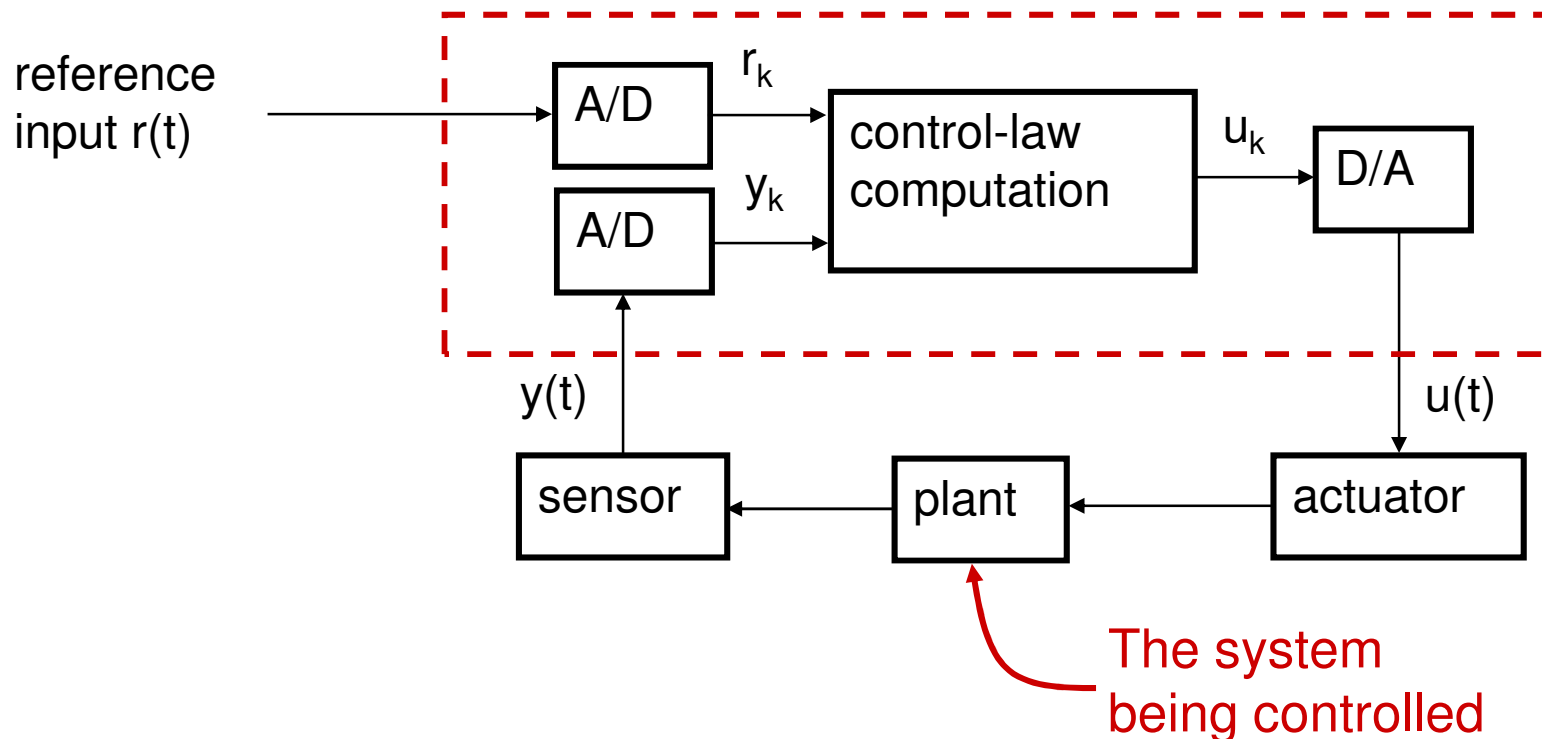 reference
input r(t)
A/D
r_k
control-law
computation
u_k
D/A
A/D
y_k
y(t)
u(t)
sensor
plant
actuator
The system
being controlled